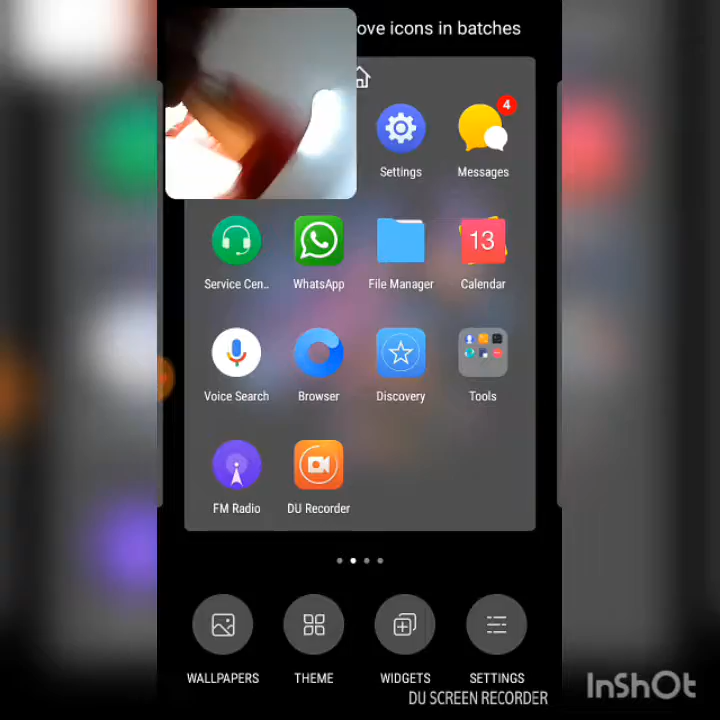 ove icons in batches
4
Settings
Messages
13
Service Cen..
WhatsApp
File Manager
Calendar
Voice Search
Browser
Discovery
Tools
FM Radio
DU Recorder
WALLPAPERS
THEME
WIDGETS
SETTINGS
DU SCREEN RECORDER
InShOt